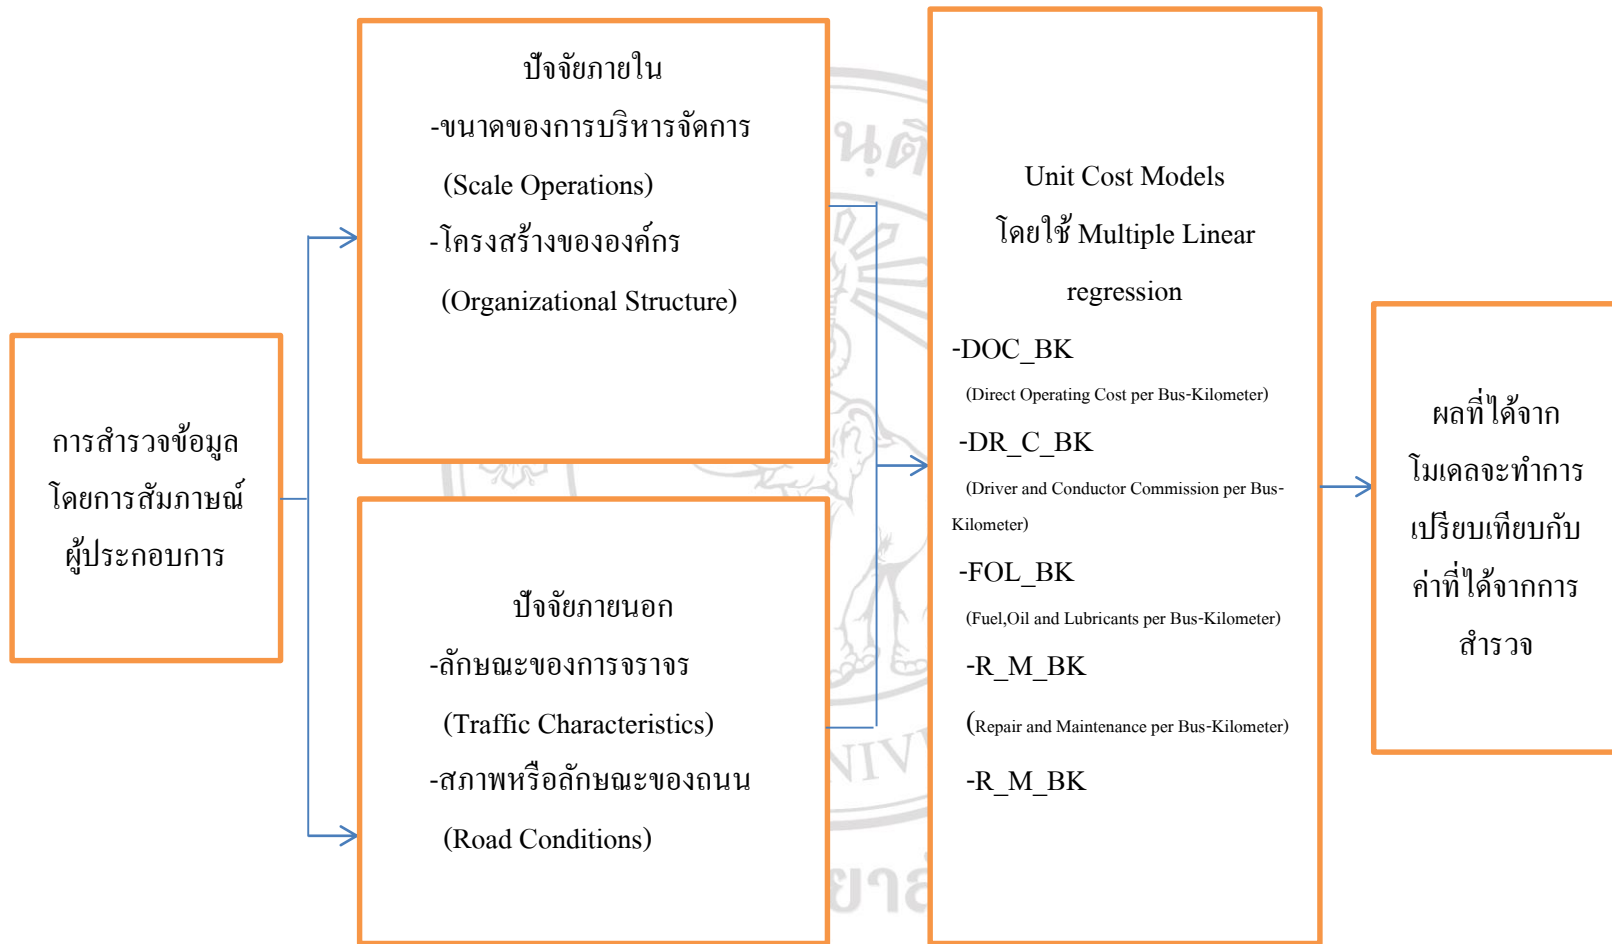 การสำรวจข้อมูล
โดยการสัมภาษณ์
ผู้ประกอบการ
ปัจจัยภายใน
-ขนาดของการบริหารจัดการ
(Scale Operations)
-โครงสร้างขององค์กร
(Organizational Structure)
ปัจจัยภายนอก
-ลักษณะของการจราจร
(Traffic Characteristics)
-สภาพหรือลักษณะของถนน
(Road Conditions)
Unit Cost Models
โดยใช้ Multiple Linear
regression
-DOC_BK
(Direct Operating Cost per Bus-Kilometer)
-DR_C_BK
(Driver and Conductor Commission per Bus-
Kilometer)
-FOL_BK
(Fuel,Oil and Lubricants per Bus-Kilometer)
-R_M_BK
(Repair and Maintenance per Bus-Kilometer)
-R_M_BK
ผลที่ได้จาก
โมเดลจะทำการ
เปรียบเทียบกับ
ค่าที่ได้จากการ
สำรวจ